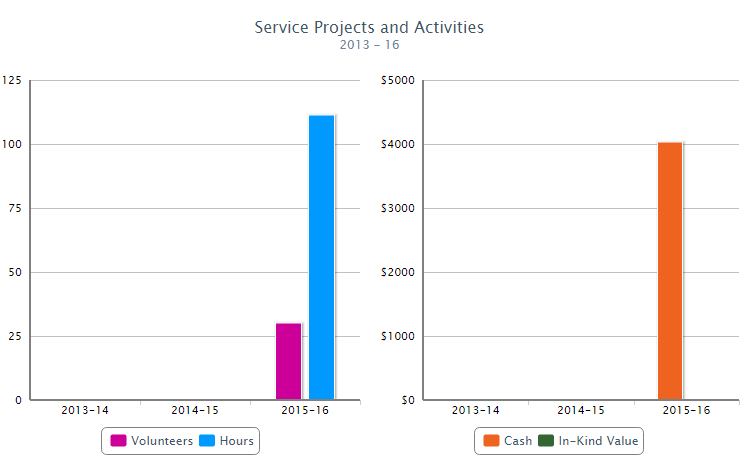 Service Projects and Activities
2013 – 16
125
100
75
50
25
0
2013-14 2014-15 2015-16
Volunteers Hours
$5000
$4000
$3000
$2000
$1000
$0
2013-14 2014-15 2015-16
Cash In-Kind Value